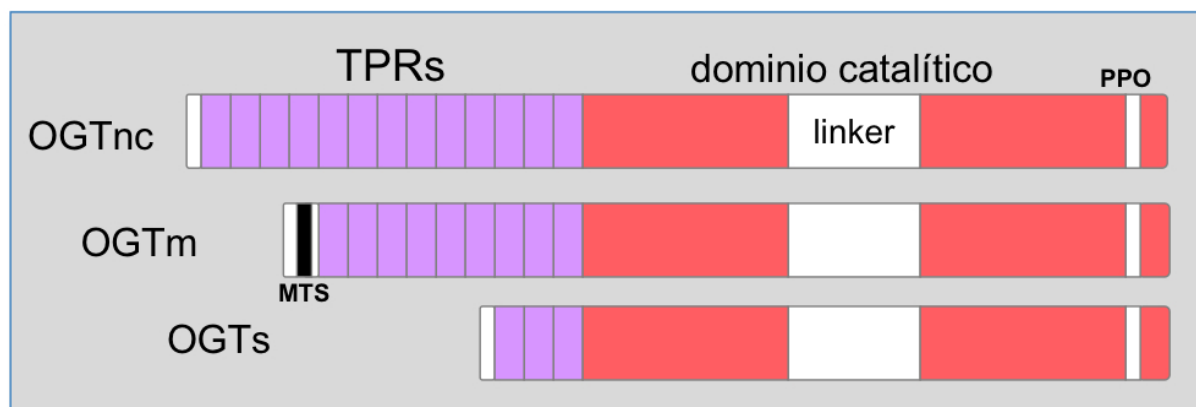 TPRs
dominio catalítico
PPO
OGTnc
linker
OGTm
MTS
OGTs